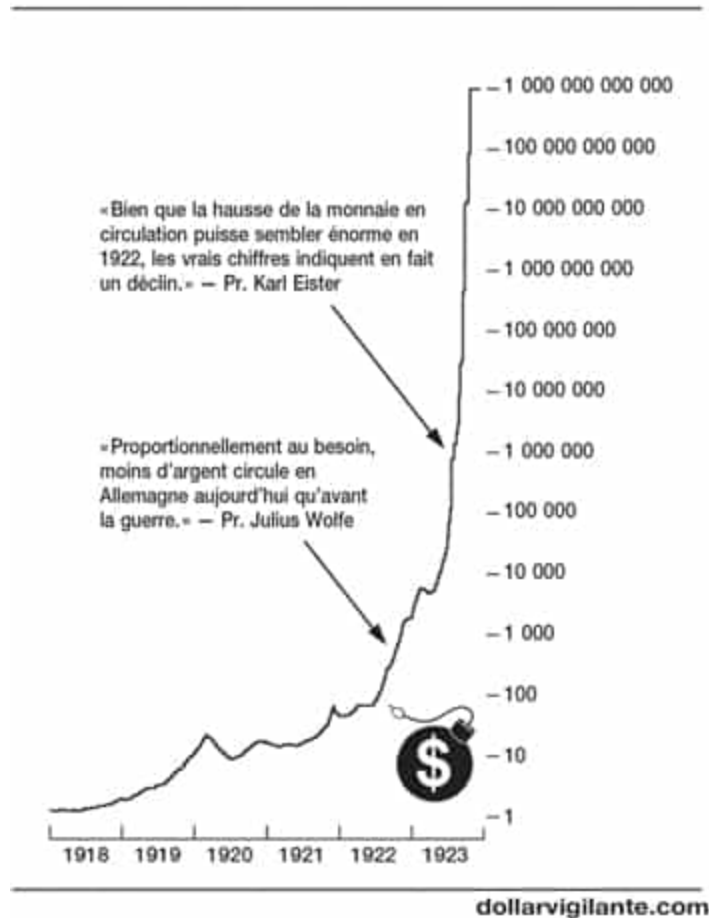 1 000 000 000 000
100 000 000 000
«Bien que la hausse de la monnaie en
circulation puisse sembler énorme en
1922, les vrais chiffres indiquent en fait
un déclin.» — Pr. Karl Eister
10 000 000 000
1 000 000 000
100 000 000
10 000 000
«Proportionnellement au besoin,
moins d'argent circule en
Allemagne aujourd'hui qu'avant
la guerre.» — Pr. Julius Wolfe
1 000 000
100 000
10 000
1 000
100
$
10
1
1918 1919 1920 1921 1922 1923
dollarvigilante.com